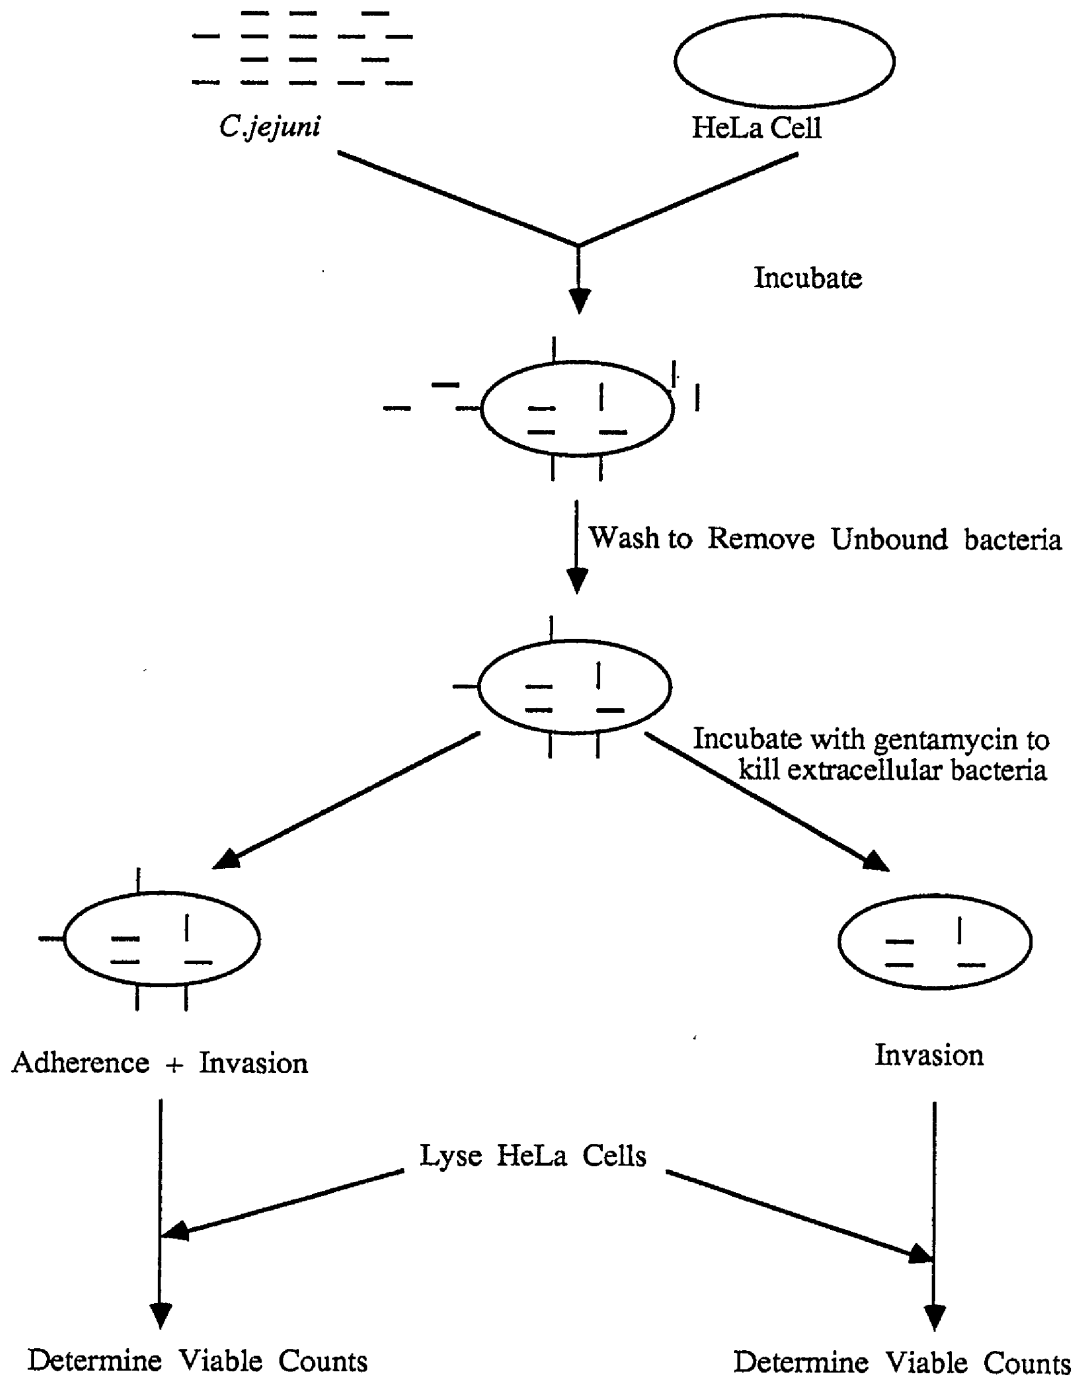 C.jejuni
HeLa Cell
Incubate
Wash to Remove Unbound bacteria
Incubate with gentamycin to
kill extracellular bacteria
Adherence + Invasion
Invasion
Lyse HeLa Cells
Determine Viable Counts
Determine Viable Counts